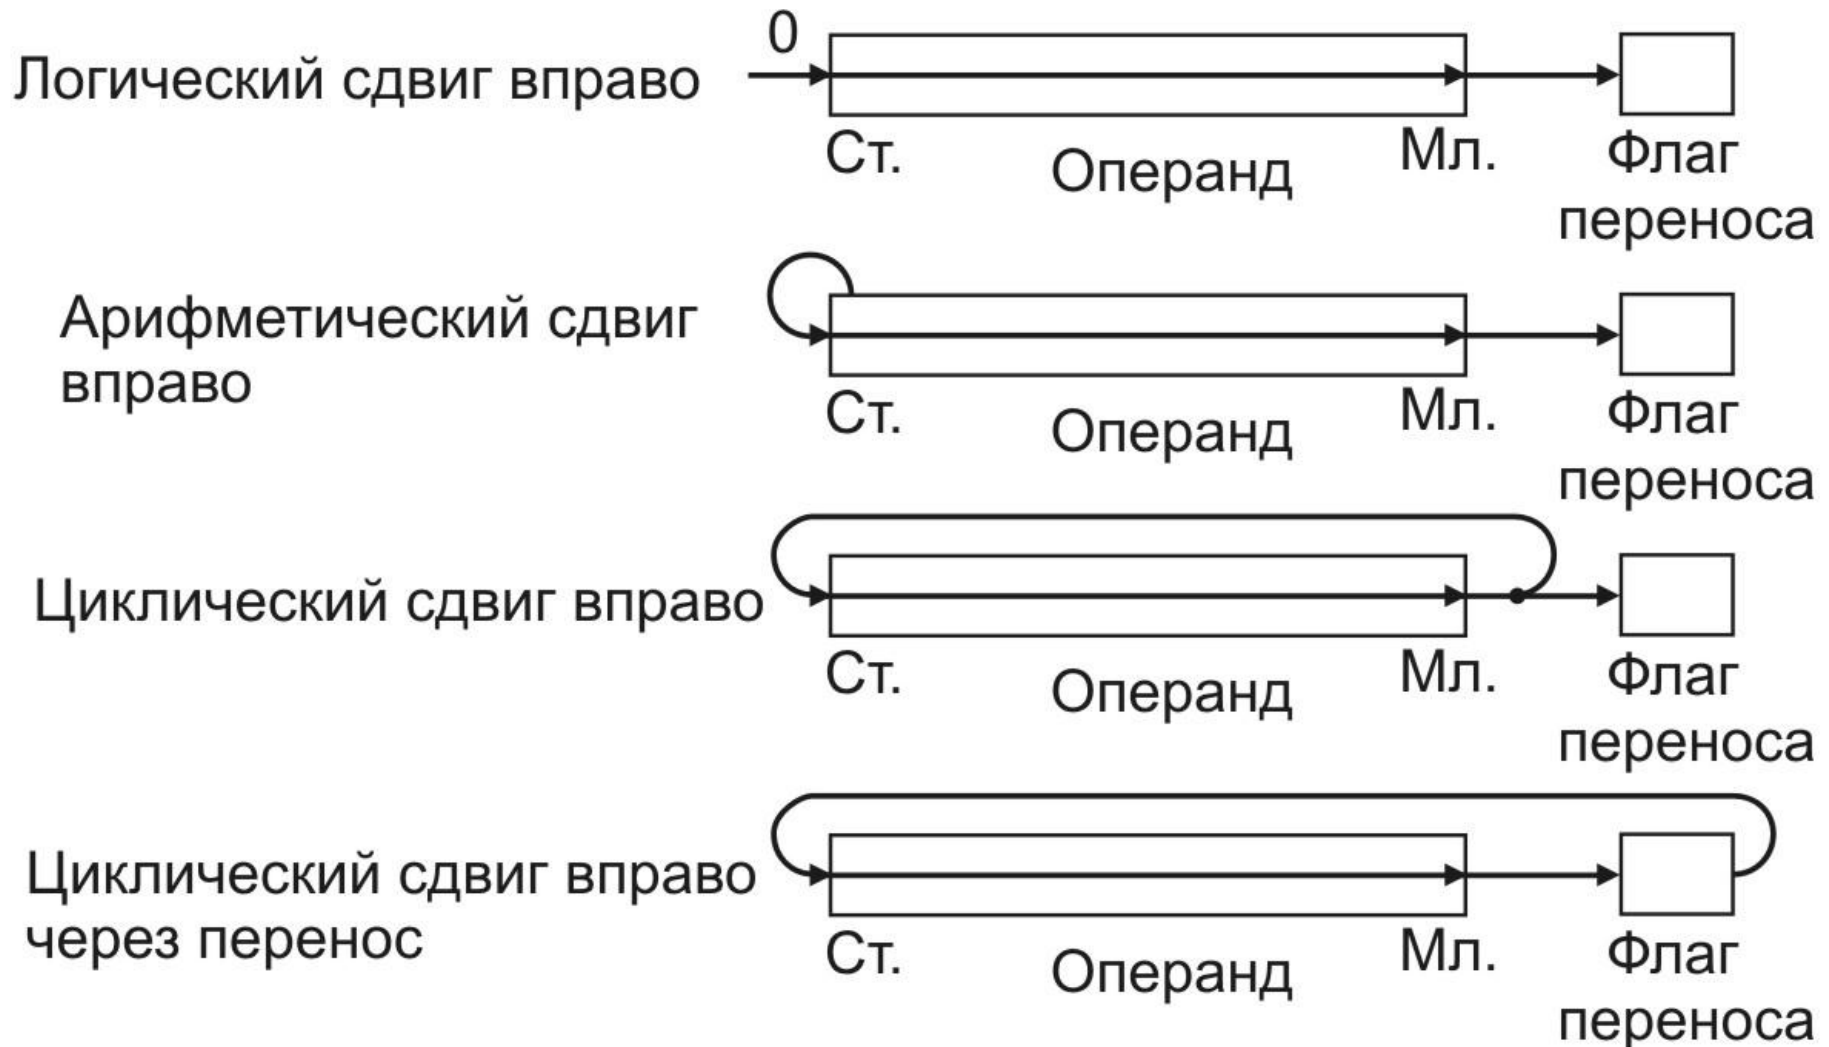 0
Логический сдвиг вправо
Ст. Операнд Мл. Флаг
переноса
Арифметический сдвиг
вправо
Ст. Операнд Мл. Флаг
переноса
Циклический сдвиг вправо
Ст. Операнд Мл. Флаг
переноса
Циклический сдвиг вправо
через перенос
Ст. Операнд Мл. Флаг
переноса